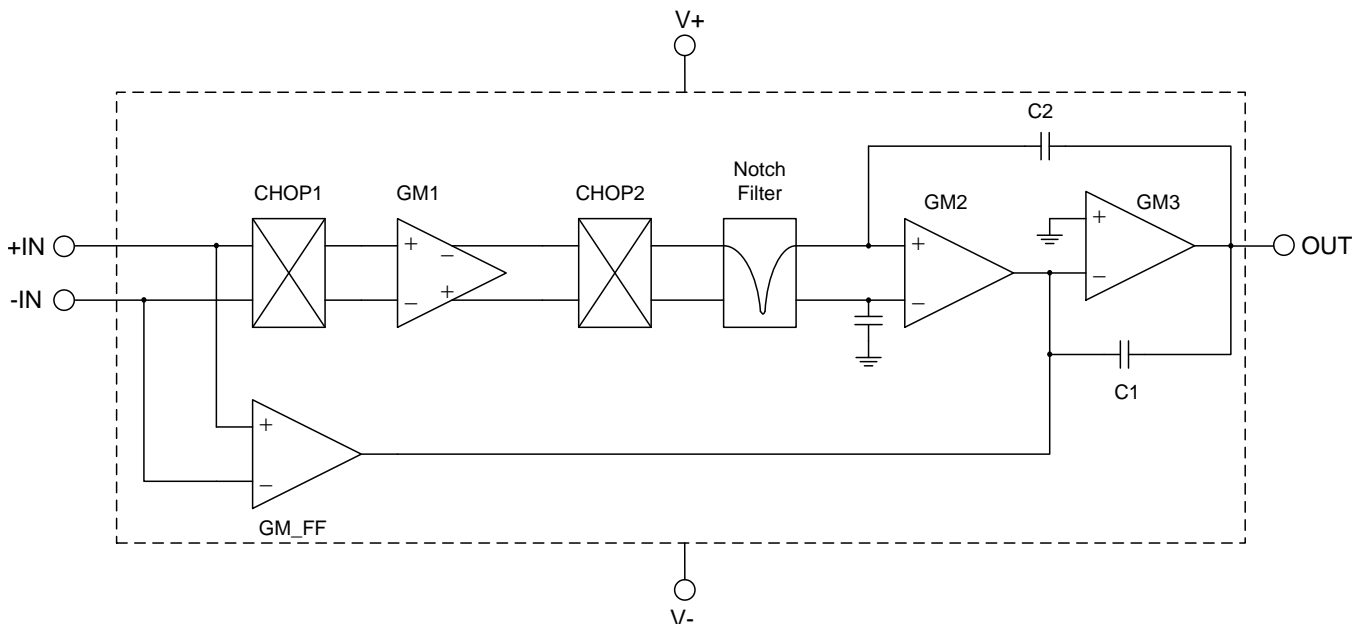 V+
C2
Notch
Filter
CHOP1
GM1
CHOP2
GM2
GM3
+IN
-IN
+
−
−
+
+
−
+
−
OUT
C1
+
−
GM_FF
V-